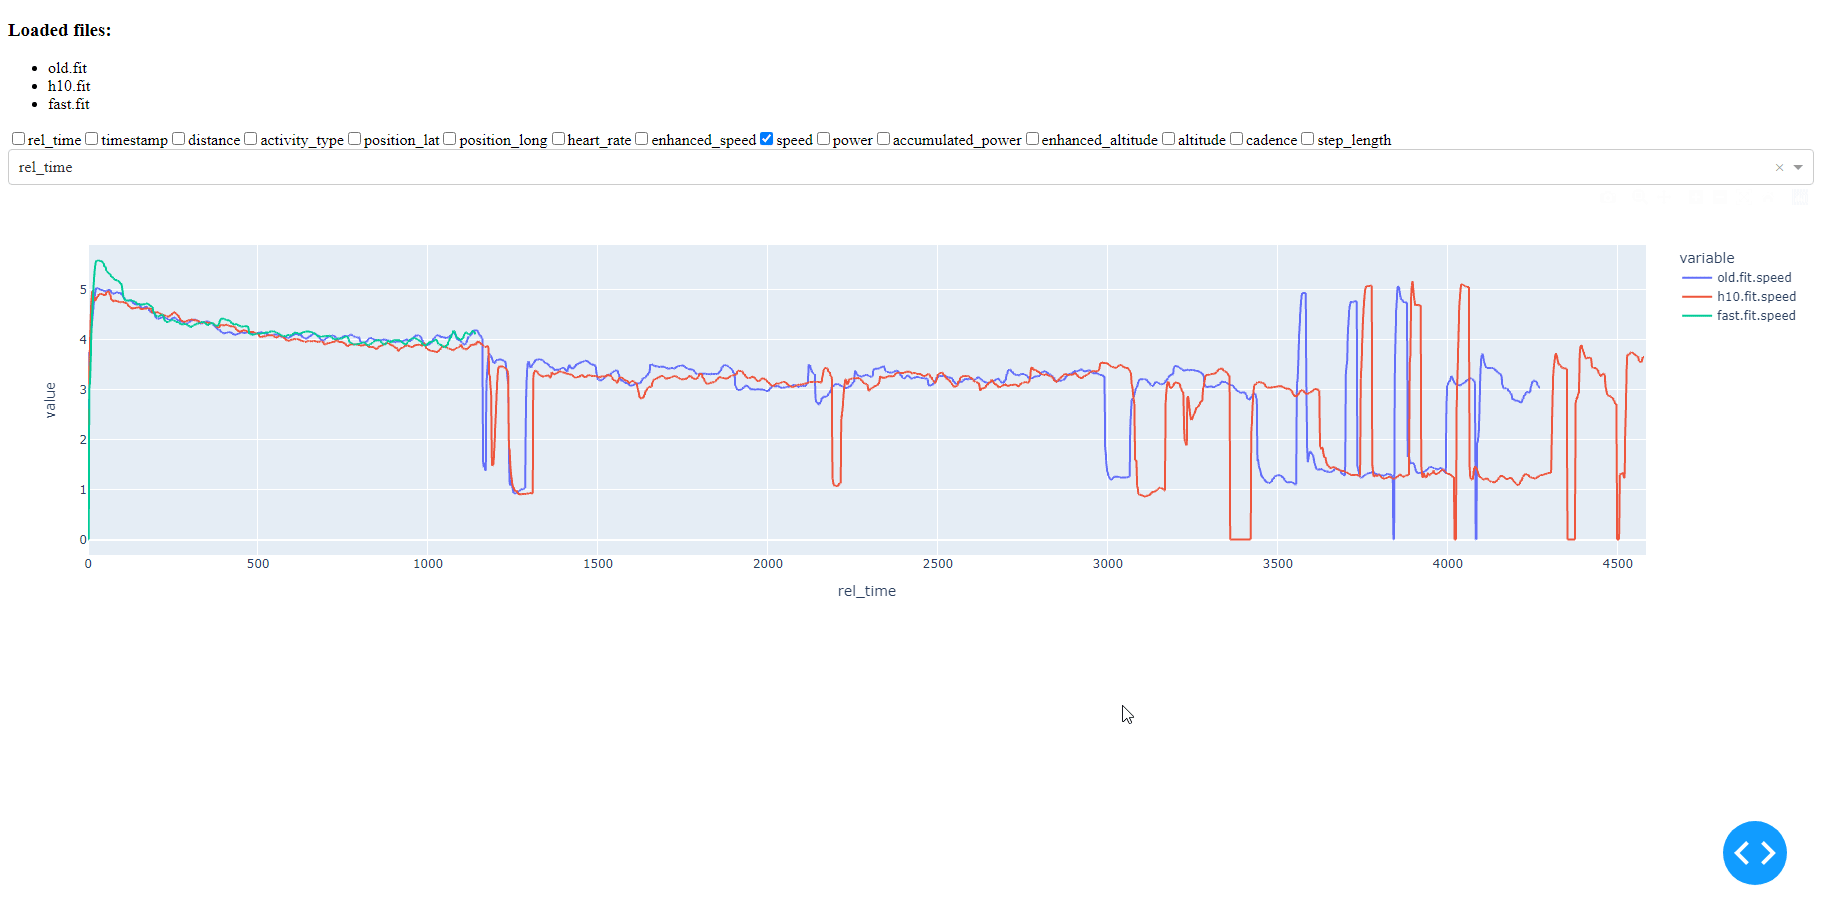 Loaded files:
old.fit
h10.fit
fast.fit
rel_time timestamp distance activity_type position_lat position_long heart_rate enhanced_speed speed power accumulated_power enhanced_altitude altitude cadence step_length
rel_time ×
variable
old.fit.speed
h10.fit.speed
fast.fit.speed
value
5
4
3
2
1
0
0 500 1000 1500 2000 2500 3000 3500 4000 4500
rel_time